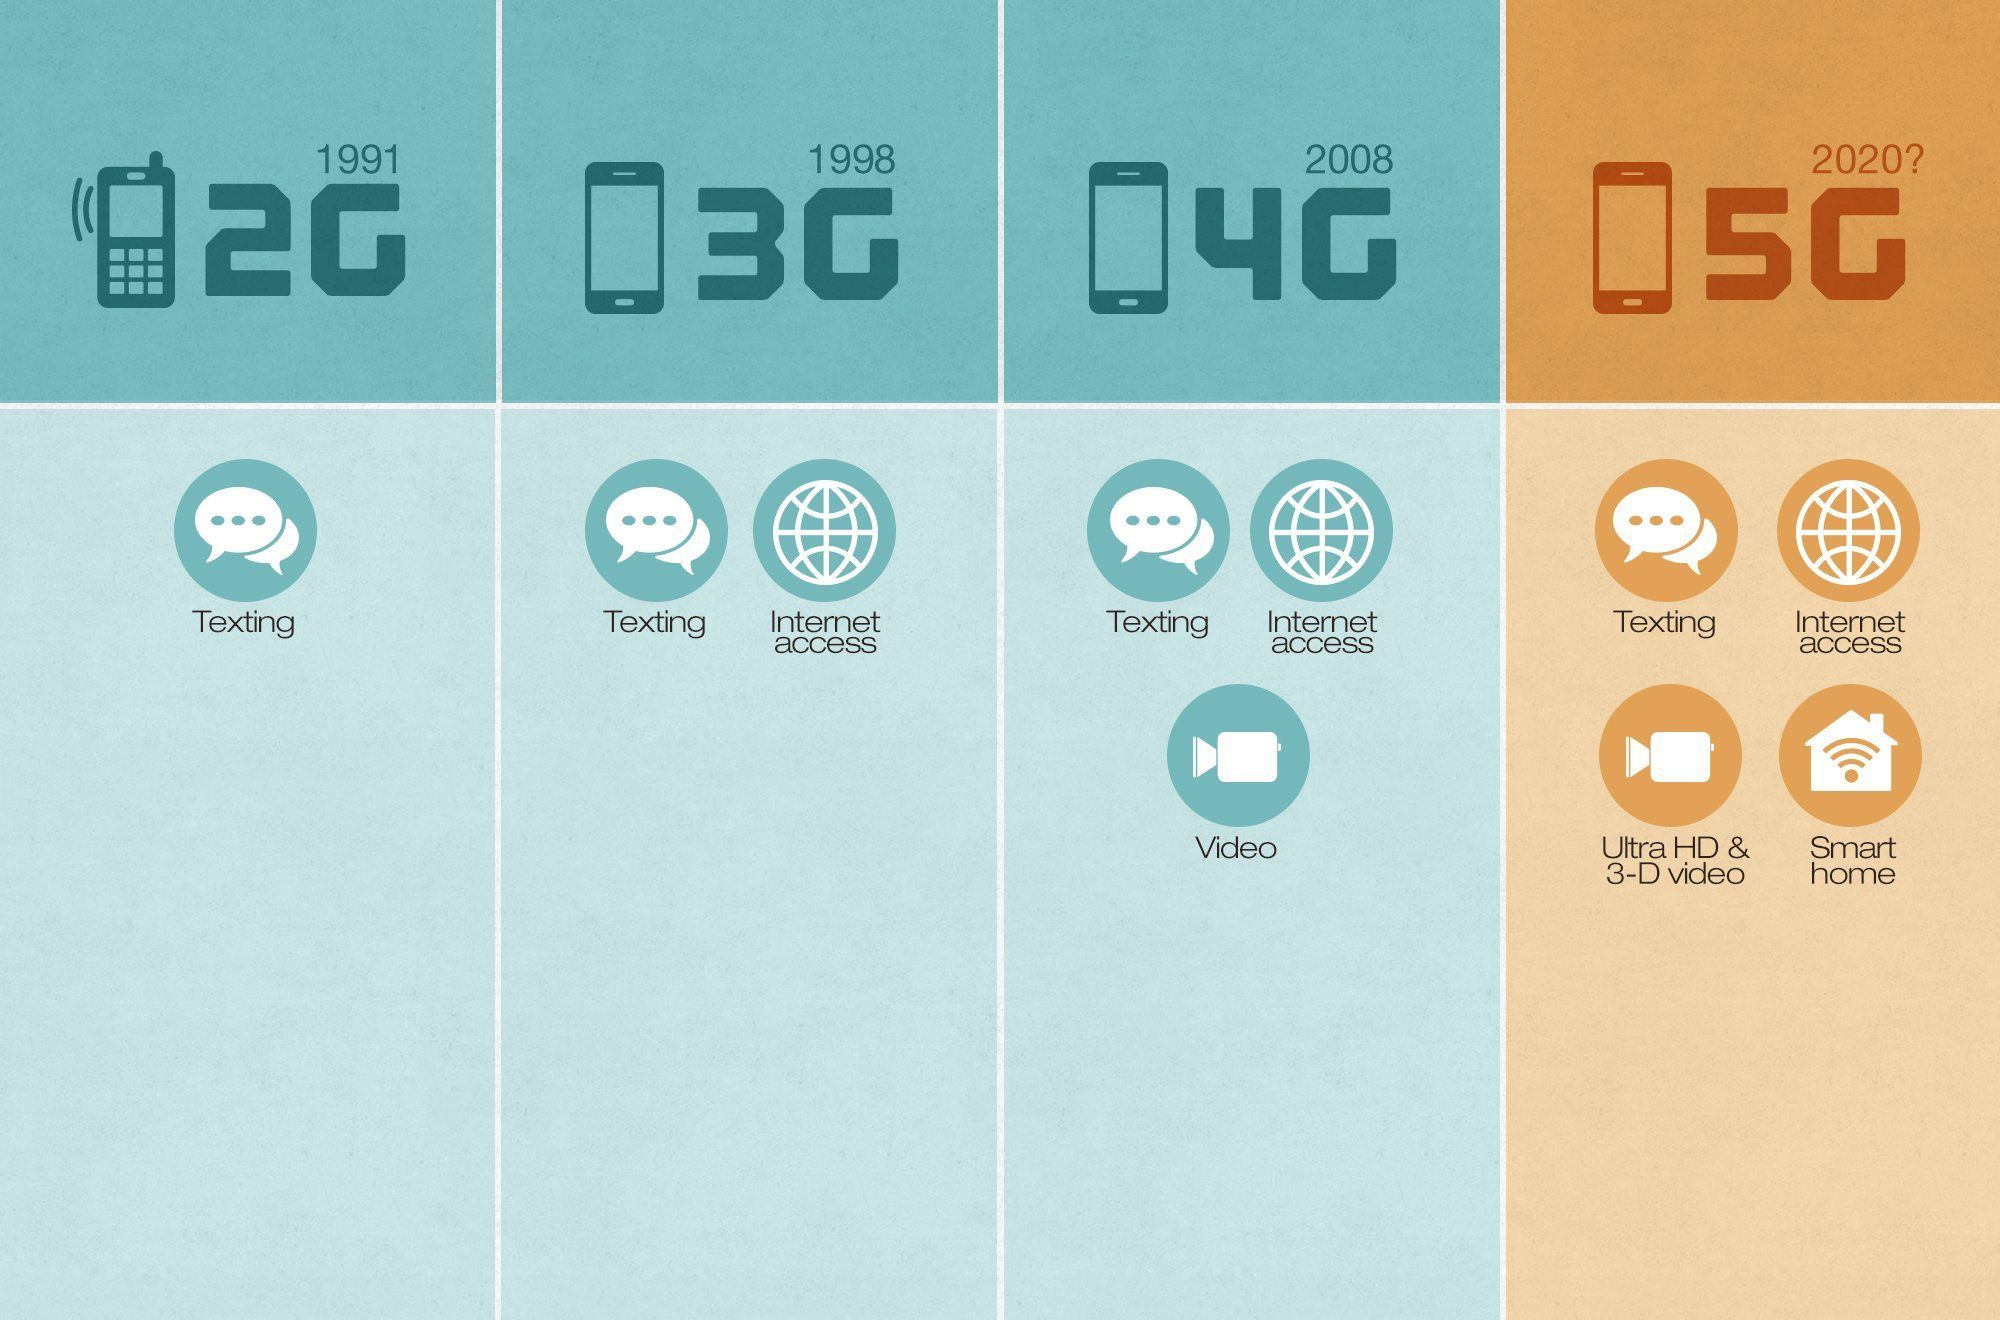 1991
2G
1998
3G
2008
4G
2020?
5G
Texting
Texting
Internet
access
Texting
Internet
access
Video
Texting
Internet
access
Ultra HD &
3-D video
Smart
home